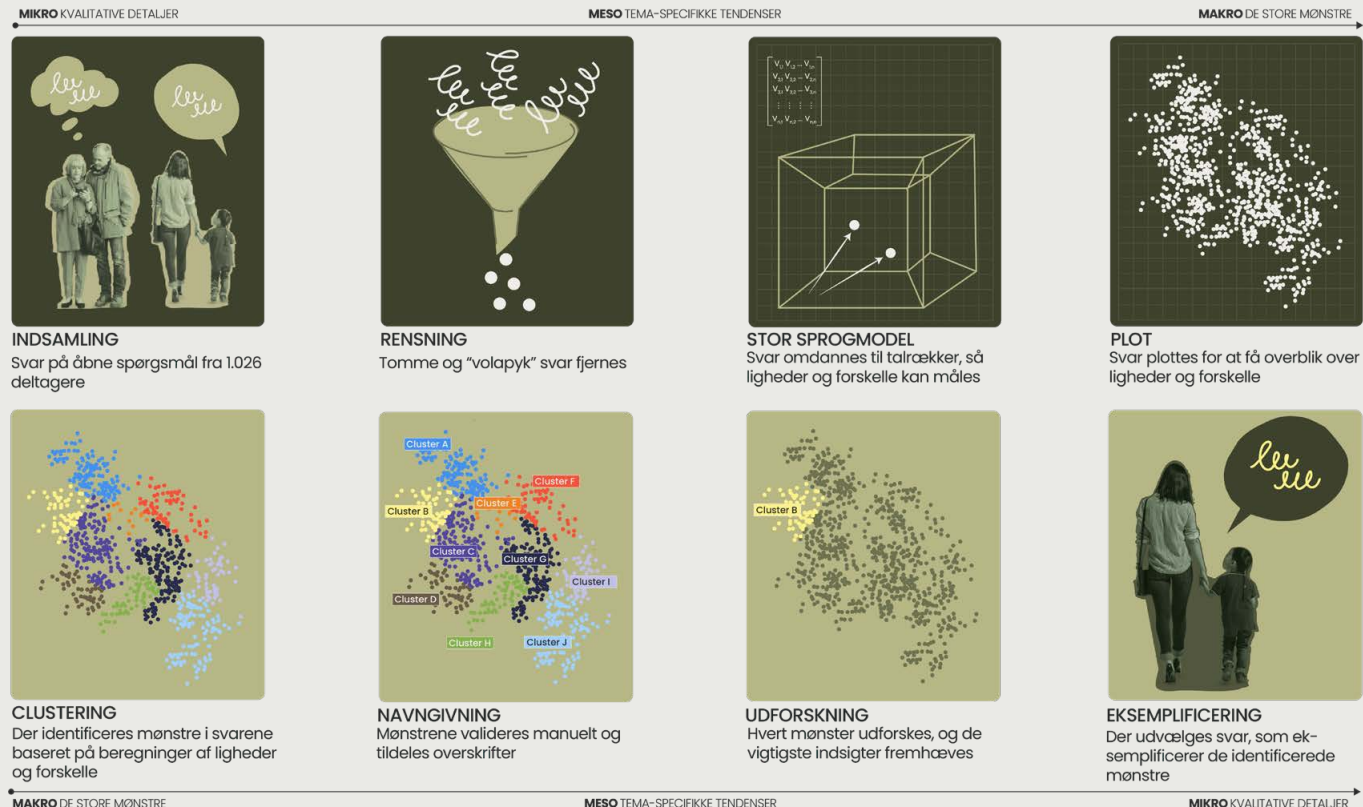 MIKRO KVALITATIVE DETALJER
MESO TEMA-SPECIFIKKE TENDENSER
MAKRO DE STORE MØNSTRE
INDSAMLING
Svar på åbne spørgsmål fra 1.026
deltagere
RENSNING
Tomme og “volapyk” svar fjernes
STOR SPROGMODEL
Svar omdannes til talrækker, så
ligheder og forskelle kan måles
PLOT
Svar plottes for at få overblik over
ligheder og forskelle
Cluster A
Cluster F
Cluster E
Cluster B
Cluster C
Cluster G
Cluster I
Cluster D
Cluster H
Cluster J
Cluster B
CLUSTERING
Der identificeres mønstre i svarene
baseret på beregninger af ligheder
og forskelle
NAVNGIVNING
Mønstrene valideres manuelt og
tildeles overskrifter
UDFORSKNING
Hvert mønster udforskes, og de
vigtigste indsigter fremhæves
EKSEMPLIFICERING
Der udvælges svar, som ek-
semplificerer de identificerede
mønstre
MAKRO DE STORE MØNSTRE
MESO TEMA-SPECIFIKKE TENDENSER
MIKRO KVALITATIVE DETALJER